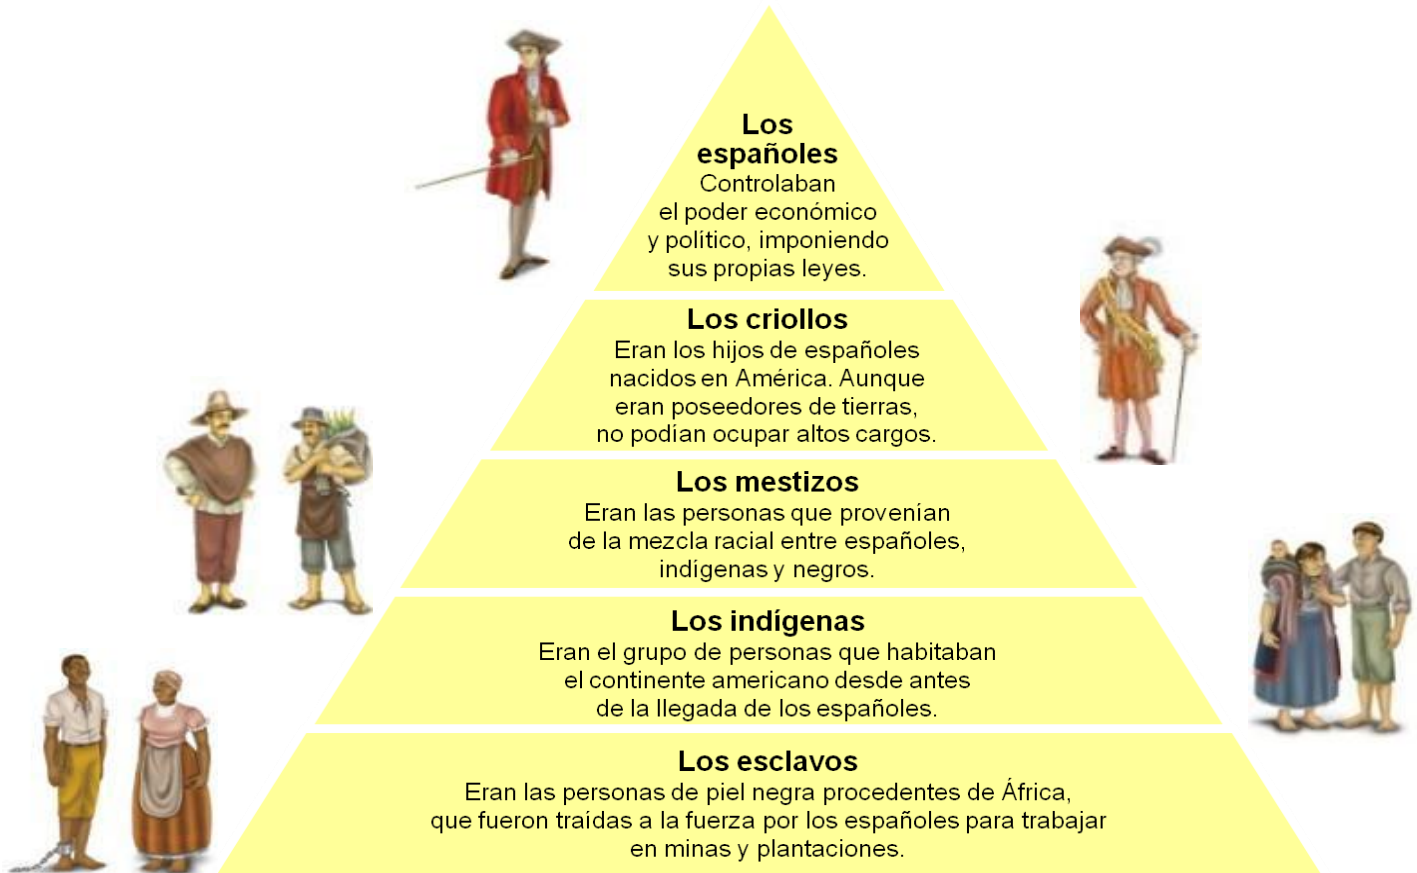 Los
españoles
Controlaban
el poder económico
y político, imponiendo
sus propias leyes.
Los criollos
Eran los hijos de españoles
nacidos en América. Aunque
eran poseedores de tierras,
no podían ocupar altos cargos.
Los mestizos
Eran las personas que provenían
de la mezcla racial entre españoles,
indígenas y negros.
Los indígenas
Eran el grupo de personas que habitaban
el continente americano desde antes
de la llegada de los españoles.
Los esclavos
Eran las personas de piel negra procedentes de África,
que fueron traídas a la fuerza por los españoles para trabajar
en minas y plantaciones.